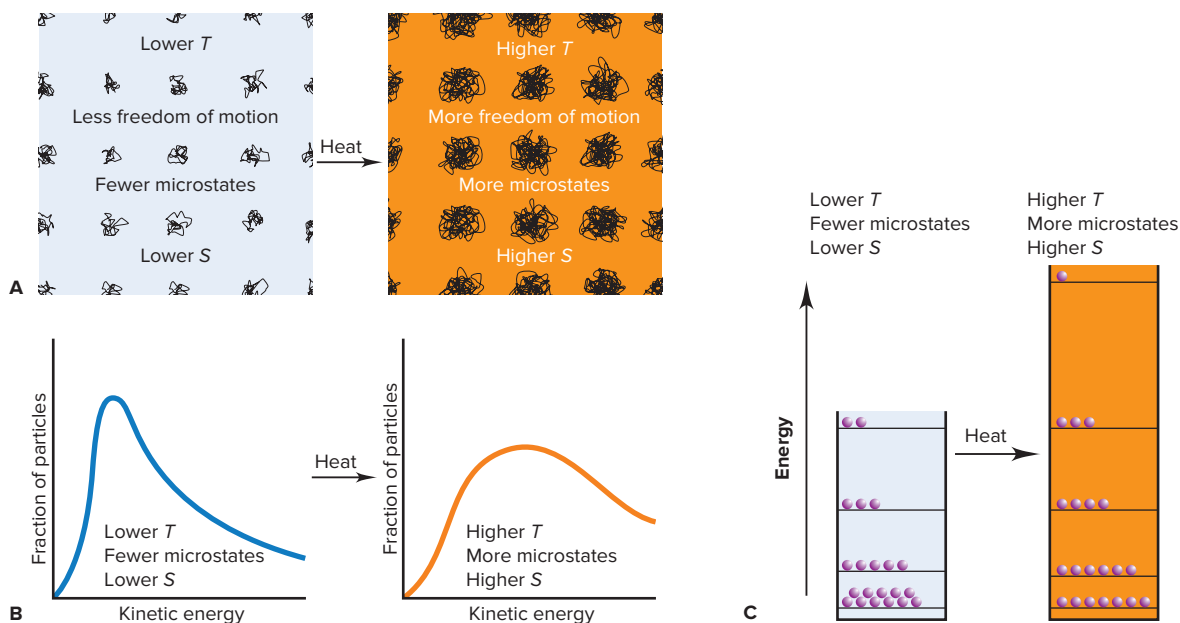 Lower T
Less freedom of motion
Fewer microstates
Lower S
Heat
Higher T
More freedom of motion
More microstates
Higher S
A
Fraction of particles
Lower T
Fewer microstates
Lower S
Kinetic energy
Heat
Fraction of particles
Higher T
More microstates
Higher S
Kinetic energy
B
Lower T
Fewer microstates
Lower S
Higher T
More microstates
Higher S
Energy
Heat
C